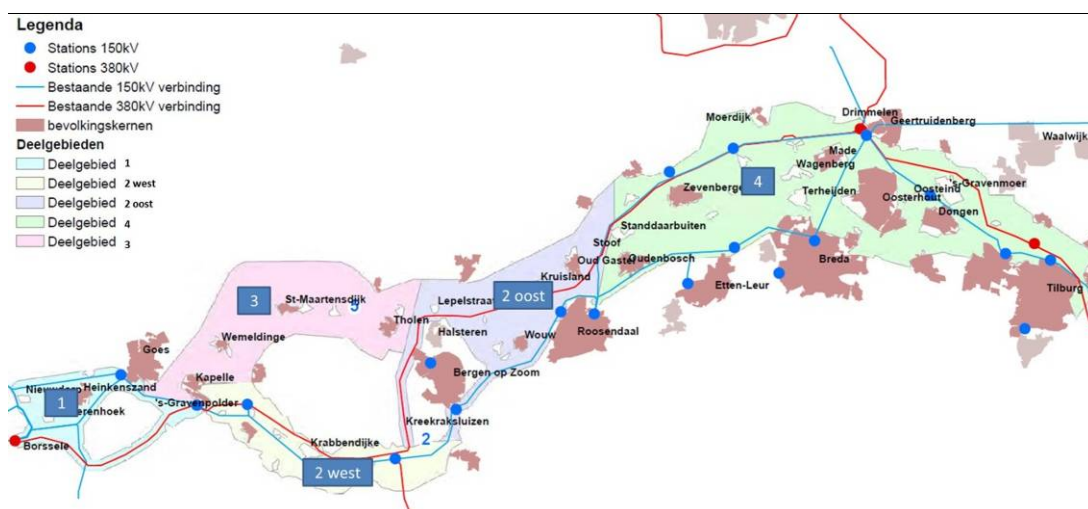 Legenda
Stations 150kV
Stations 380kV
Bestaande 150kV verbinding
Bestaande 380kV verbinding
bevolkingskernen
Deelgebieden
Deelgebied 1
Deelgebied 2 west
Deelgebied 2 oost
Deelgebied 4
Deelgebied 3
Drimmelen
Moerdijk
Geertruidenberg
Waalwijk
Made
Wagenberg
4
Zevenberge
Terheijden
's-Gravenmoer
Oosteind
Oosterhout
Dongen
Standdaarbuiten
Stoof
Oud Gastel
Oudenbosch
Breda
Kruisland
Etten-Leur
Tilburg
2 oost
Lepelstraat
3
St-Maartensdijk
5
Tholen
Halsteren
Wouw
Roosendaal
Wemeldinge
Goes
Bergen op Zoom
Kapelle
Heinkenszand
1
erenhoek
's-Gravenpolder
Kreekraksluizen
2
Krabbendijke
Borssele
2 west